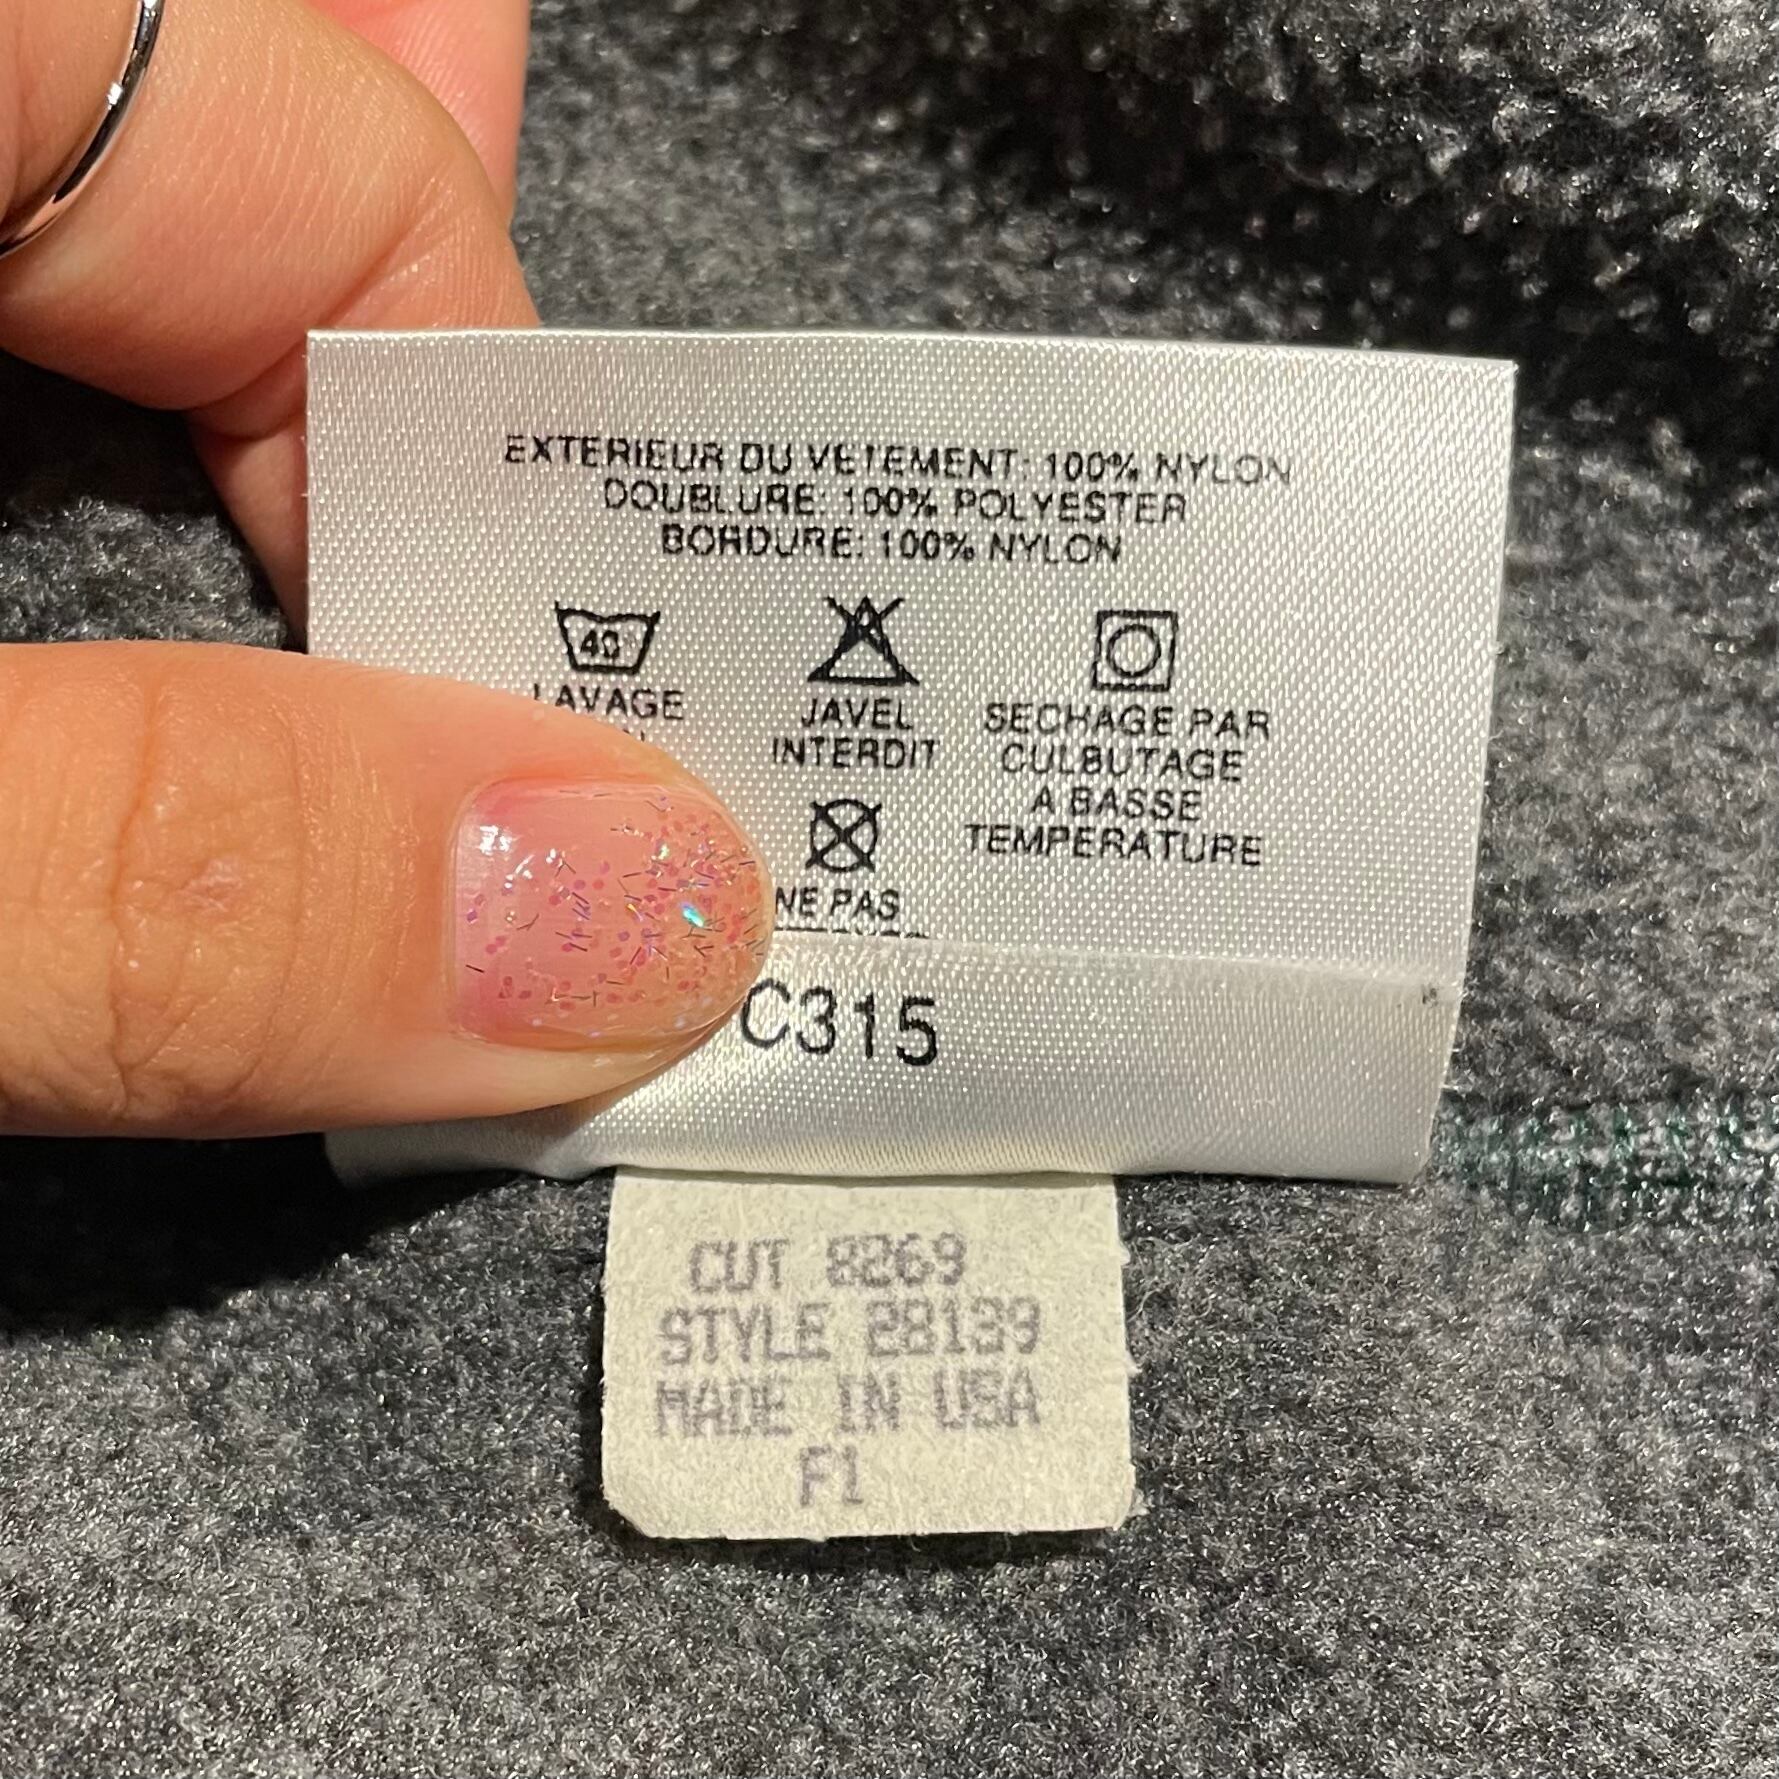 EXTERIEUR DU VETEMENT: 100% NYLON
DOUBLURE: 100% POLYESTER
BORDURE: 100% NYLON
40
LAVAGE
JAVEL
INTERDIT
SECHAGE PAR
CULBUTAGE
A BASSE
TEMPERATURE
NE PAS
C315
CUT 8269
STYLE 28139
MADE IN USA
F1